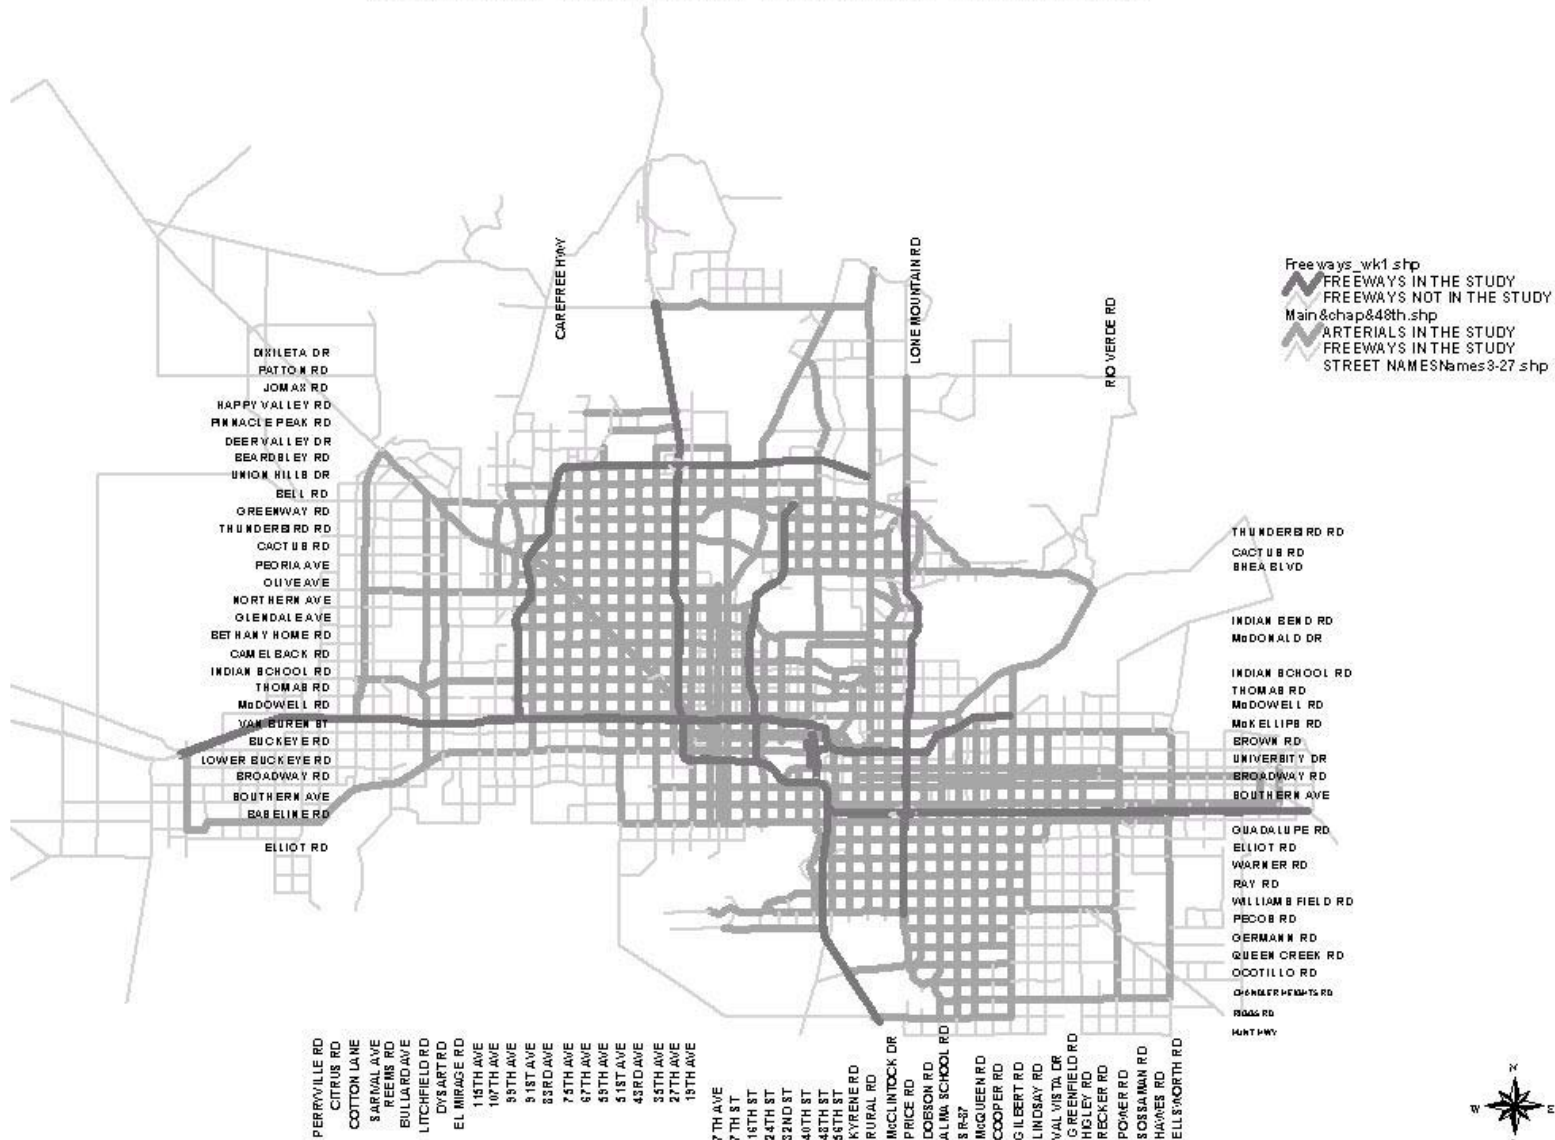 CAREFREE HWY
LONE MOUNTAIN RD
RIO VERDE RD
Freeways_wk1.shp
FREEWAYS IN THE STUDY
FREEWAYS NOT IN THE STUDY
Main&chap&48th.shp
ARTERIALS IN THE STUDY
FREEWAYS IN THE STUDY
STREET NAMESNames3-27.shp
DIXILETA DR
PATTON RD
JOMAX RD
HAPPY VALLEY RD
PINNACLE PEAK RD
DEER VALLEY DR
BEARDSLEY RD
UNION HILLS DR
BELL RD
GREENWAY RD
THUNDERBIRD RD
CACTUS RD
PEORIA AVE
OLIVE AVE
NORTHERN AVE
GLENDALE AVE
BETHANY HOME RD
CAMELBACK RD
INDIAN SCHOOL RD
THOMAS RD
McDOWELL RD
VAN BUREN ST
BUCKEYE RD
LOWER BUCKEYE RD
BROADWAY RD
SOUTHERN AVE
BASELINE RD
ELLIOT RD
THUNDERBIRD RD
CACTUS RD
SHEA BLVD
INDIAN BEND RD
McDONALD DR
INDIAN SCHOOL RD
THOMAS RD
McDOWELL RD
McKELLIPS RD
BROWN RD
UNIVERSITY DR
BROADWAY RD
SOUTHERN AVE
GUADALUPE RD
ELLIOT RD
WARNER RD
RAY RD
WILLIAMS FIELD RD
PECOS RD
GERMANN RD
QUEEN CREEK RD
OCOTILLO RD
CHANDLER HEIGHTS RD
RIGGS RD
HUNT HWY
PERRYVILLE RD
CITRUS RD
COTTON LANE
SARIVAL AVE
REEMS RD
BULLARD AVE
LITCHFIELD RD
DYSART RD
EL MIRAGE RD
115TH AVE
107TH AVE
99TH AVE
91ST AVE
83RD AVE
75TH AVE
67TH AVE
59TH AVE
51ST AVE
43RD AVE
35TH AVE
27TH AVE
19TH AVE
7TH AVE
7TH ST
16TH ST
24TH ST
32ND ST
40TH ST
48TH ST
56TH ST
KYRENE RD
RURAL RD
McCLINTOCK DR
PRICE RD
DOBSON RD
ALMA SCHOOL RD
SR-87
McQUEEN RD
COOPER RD
GILBERT RD
LINDSAY RD
VAL VISTA DR
GREENFIELD RD
HIGLEY RD
RECKER RD
POWER RD
SOSSAMAN RD
HAWES RD
ELLSWORTH RD
N
W E
S